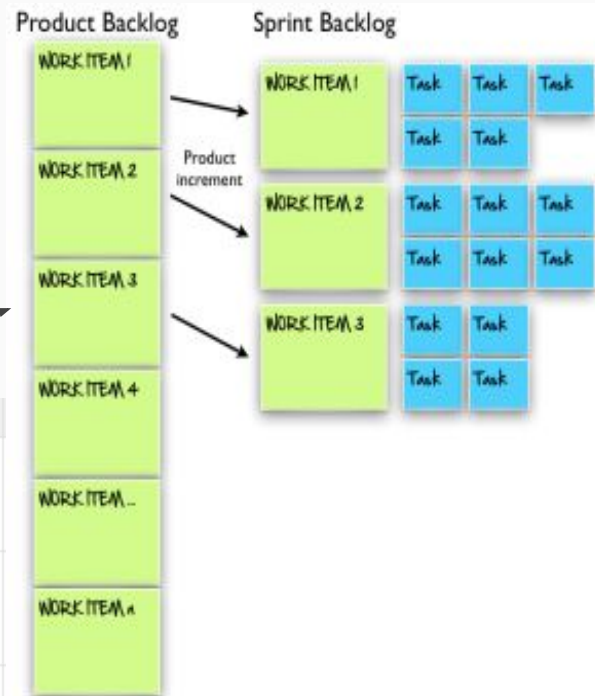 Product Backlog
WORK ITEM 1
WORK ITEM 2
WORK ITEM 3
WORK ITEM 4
WORK ITEM ...
WORK ITEM n
Product
increment
Sprint Backlog
WORK ITEM 1
Task Task Task
Task Task
WORK ITEM 2
Task Task Task
Task Task Task
WORK ITEM 3
Task Task
Task Task